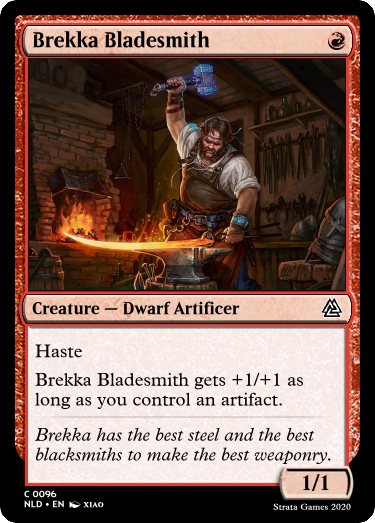 Brekka Bladesmith
Creature — Dwarf Artificer
Haste
Brekka Bladesmith gets +1/+1 as
long as you control an artifact.
Brekka has the best steel and the best
blacksmiths to make the best weaponry.
1/1
C 0096
NLD • EN XIAO
Strata Games 2020